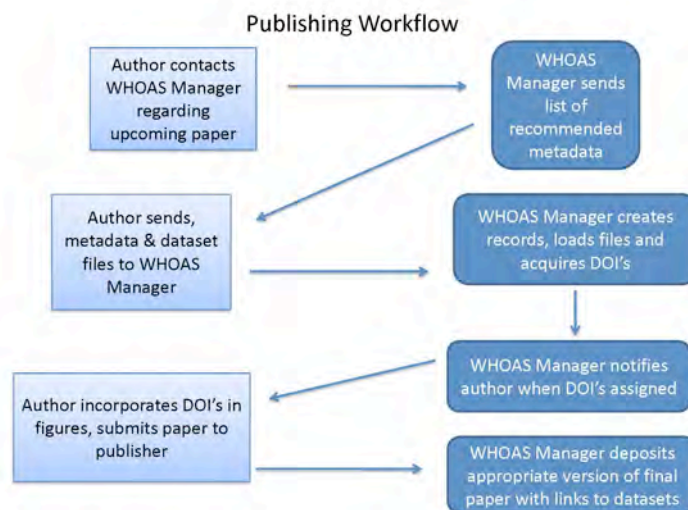 Publishing Workflow
Author contacts
WHOAS Manager
regarding
upcoming paper
WHOAS
Manager sends
list of
recommended
metadata
Author sends,
metadata & dataset
files to WHOAS
Manager
WHOAS Manager creates
records, loads files and
acquires DOI's
WHOAS Manager notifies
author when DOI's assigned
Author incorporates DOI's in
figures, submits paper to
publisher
WHOAS Manager deposits
appropriate version of final
paper with links to datasets